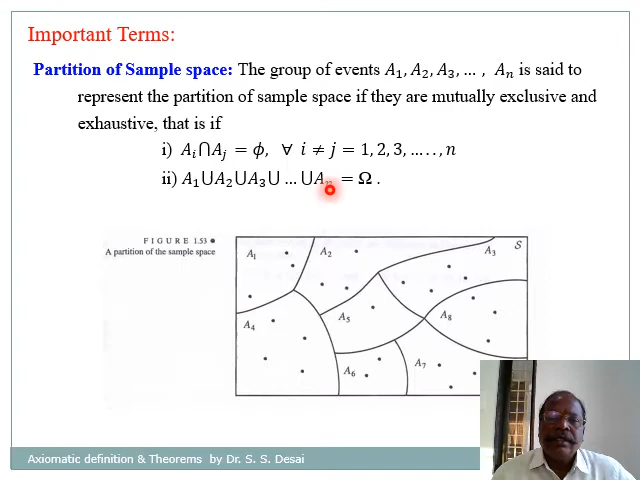 Important Terms:
Partition of Sample space: The group of events A₁, A₂, A₃, … , Aₙ is said to
represent the partition of sample space if they are mutually exclusive and
exhaustive, that is if
i) Aᵢ⋂Aⱼ = ϕ, ∀ i ≠ j = 1, 2, 3, … . . , n
ii) A₁⋃A₂⋃A₃⋃ … ⋃Aₙ = Ω .
FIGURE 1.53 ●
A partition of the sample space
A₁
A₂
A₃
S
A₄
A₅
A₈
A₆
A₇
Axiomatic definition & Theorems by Dr. S. S. Desai